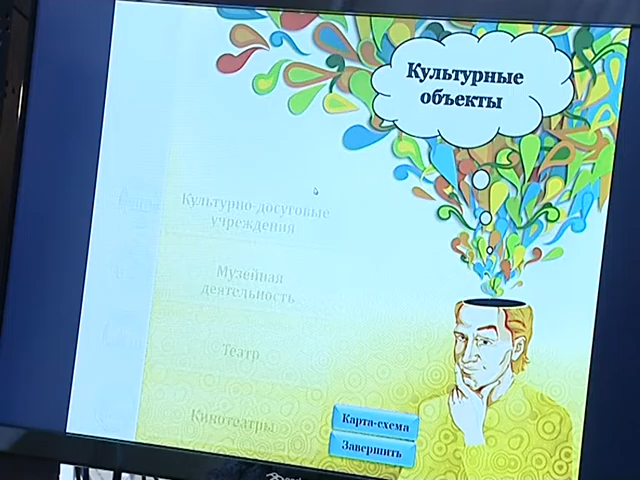 Культурные
объекты
Культурно-досуговые
учреждения
Музейная
деятельность
Театр
Кинотеатры
Карта-схема
Завершить